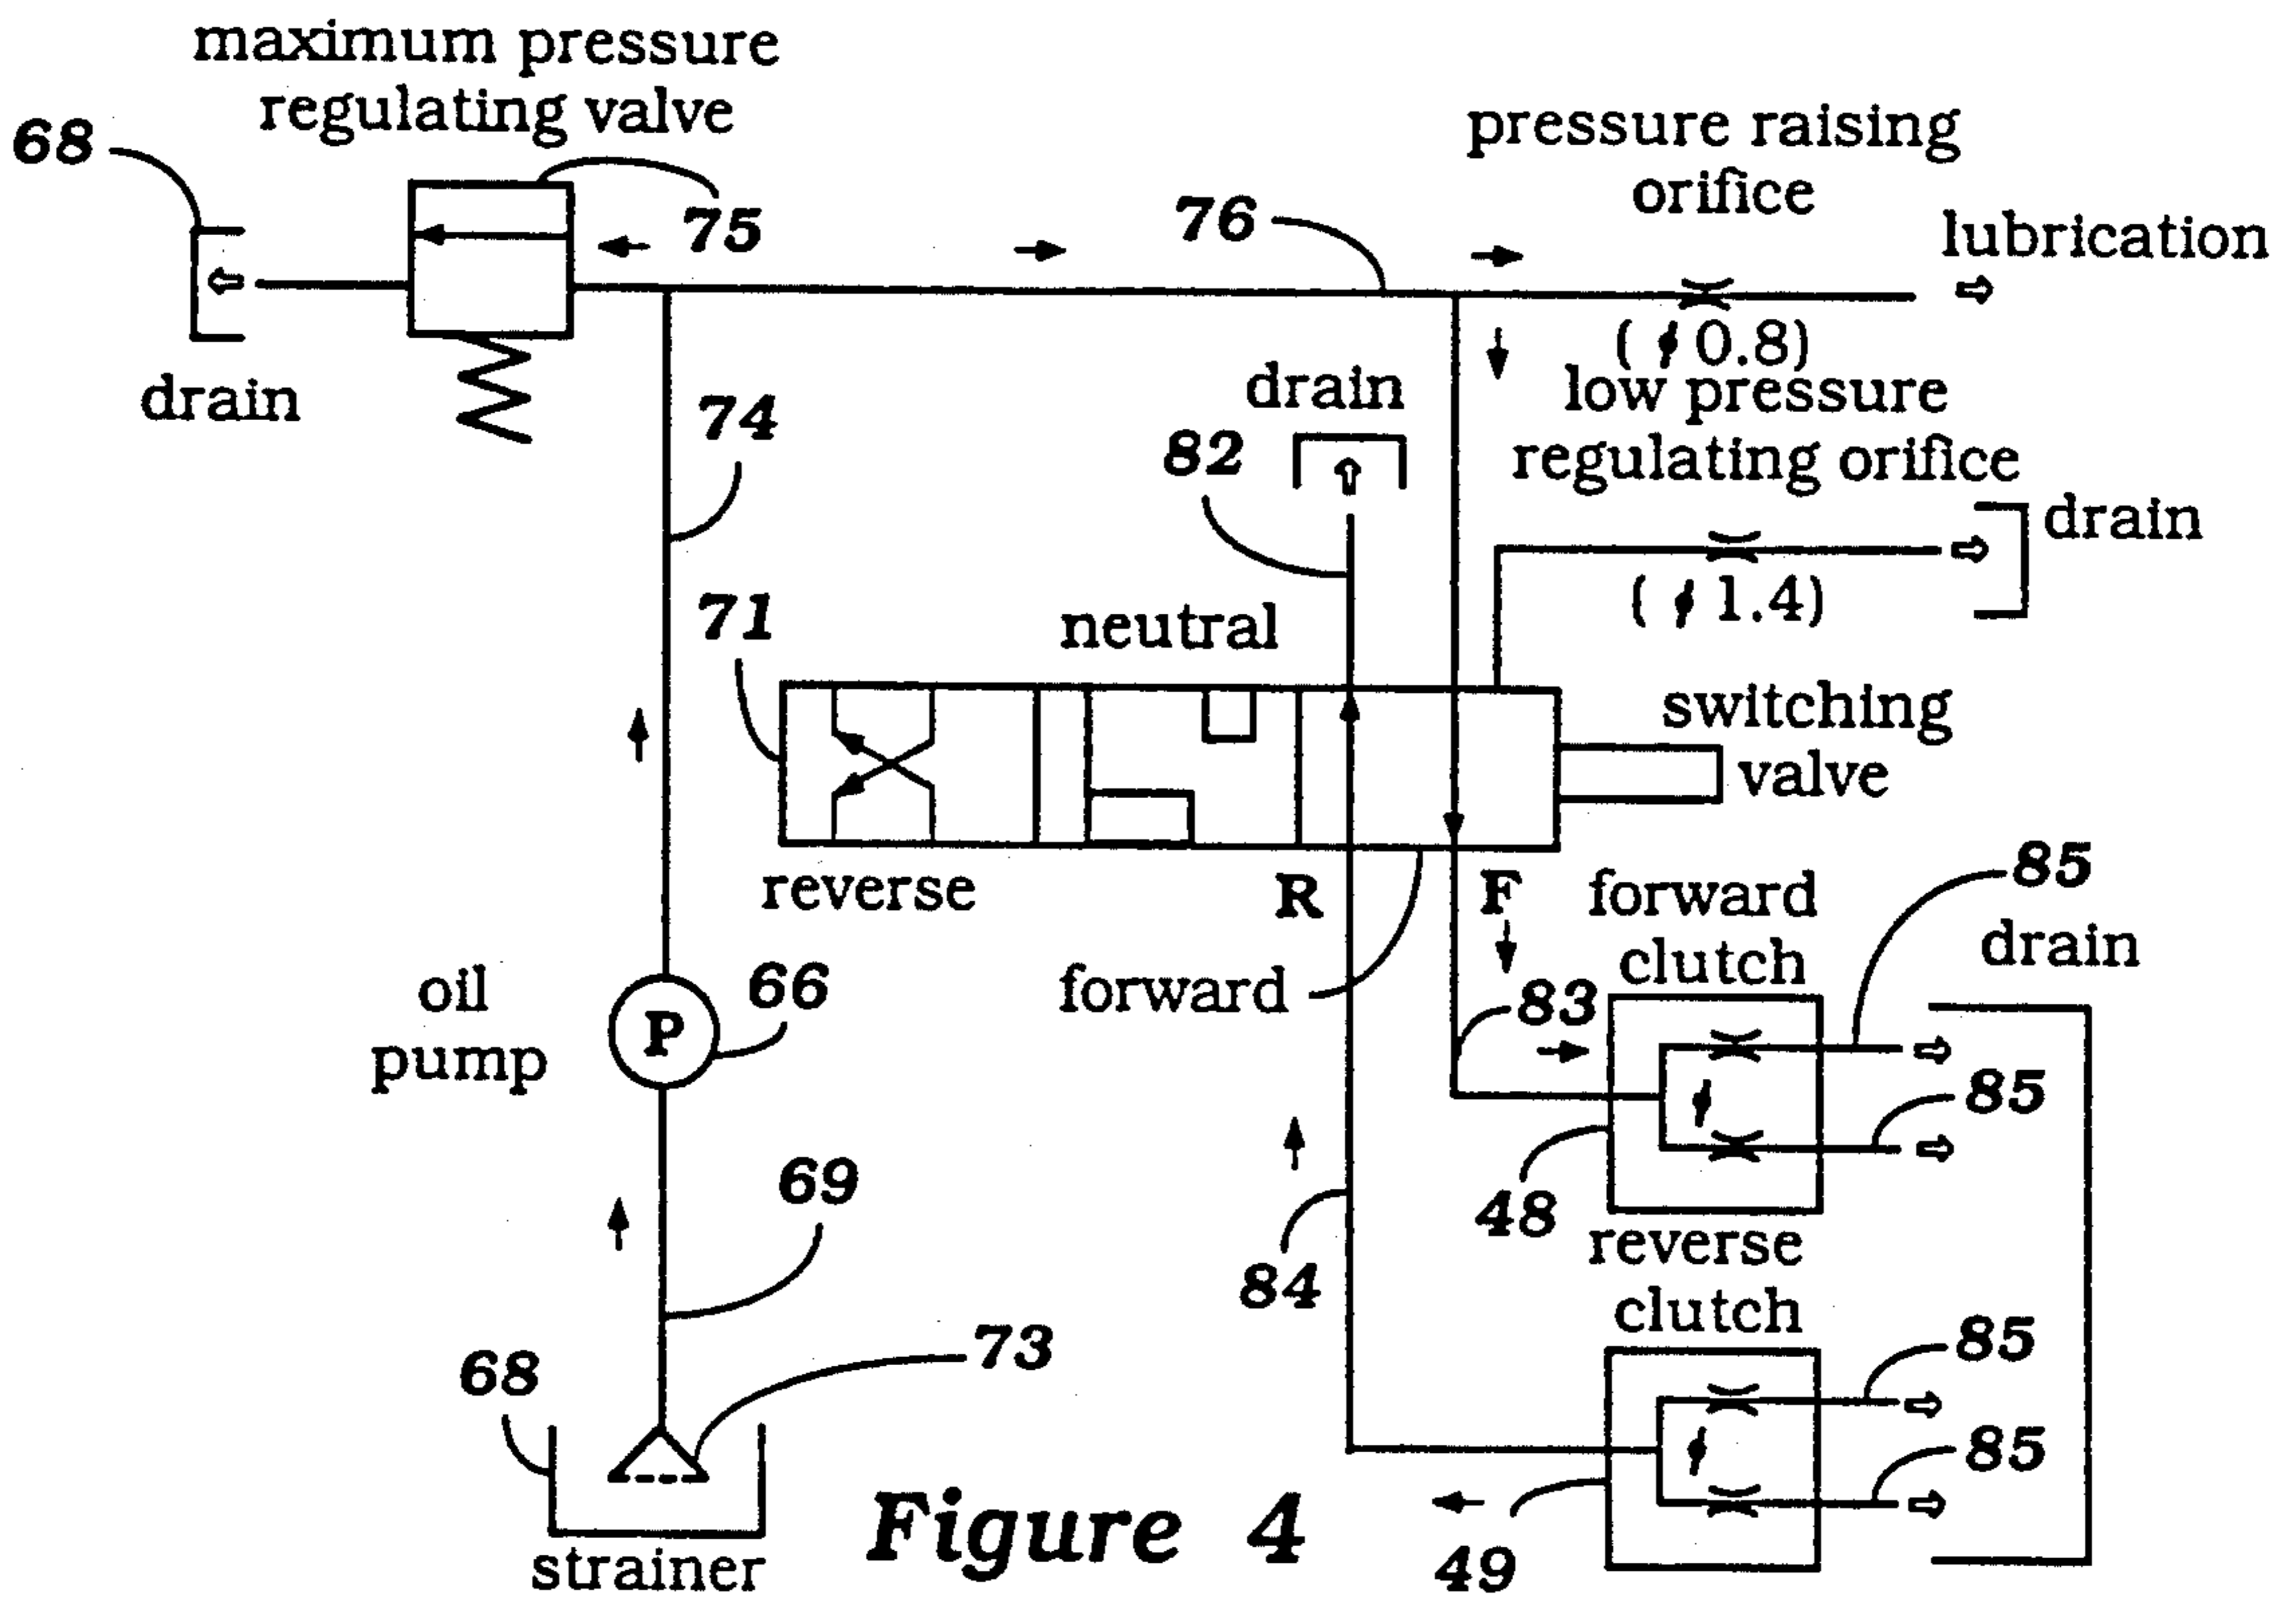 maximum pressure
regulating valve
68
75
76
pressure raising
orifice
lubrication
(ϕ 0.8)
drain
74
drain
82
low pressure
regulating orifice
drain
(ϕ 1.4)
71
neutral
switching
valve
reverse
R
F
forward
forward
clutch
85
drain
oil
pump
P
66
83
ϕ
85
48
69
84
reverse
clutch
68
73
85
ϕ
85
49
strainer
Figure 4